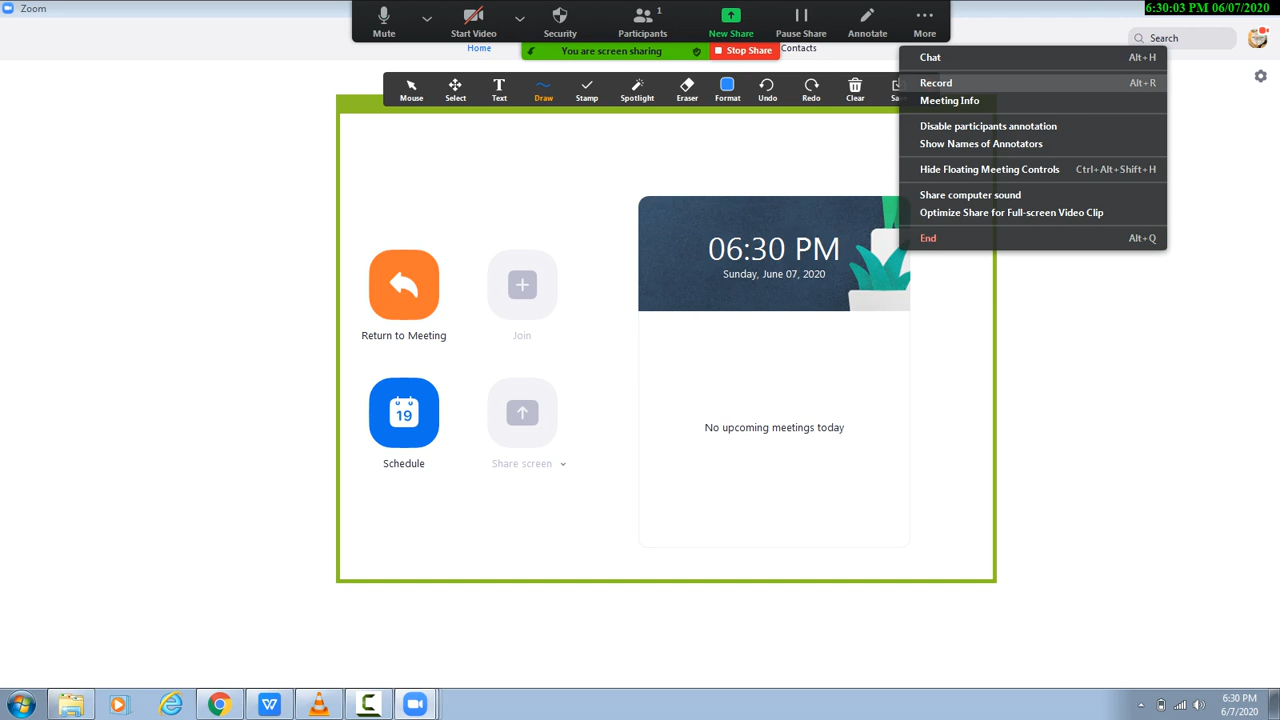 Zoom
6:30:03 PM 06/07/2020
Mute
Start Video
Security
1
Participants
New Share
Pause Share
Annotate
More
Home
You are screen sharing
Stop Share
Contacts
Search
Chat Alt+H
Record Alt+R
Meeting Info
Disable participants annotation
Show Names of Annotators
Hide Floating Meeting Controls Ctrl+Alt+Shift+H
Share computer sound
Optimize Share for Full-screen Video Clip
End Alt+Q
Mouse
Select
T
Text
Draw
Stamp
Spotlight
Eraser
Format
Undo
Redo
Clear
06:30 PM
Sunday, June 07, 2020
Return to Meeting
Join
19
Schedule
Share screen
No upcoming meetings today
W
C
6:30 PM
6/7/2020